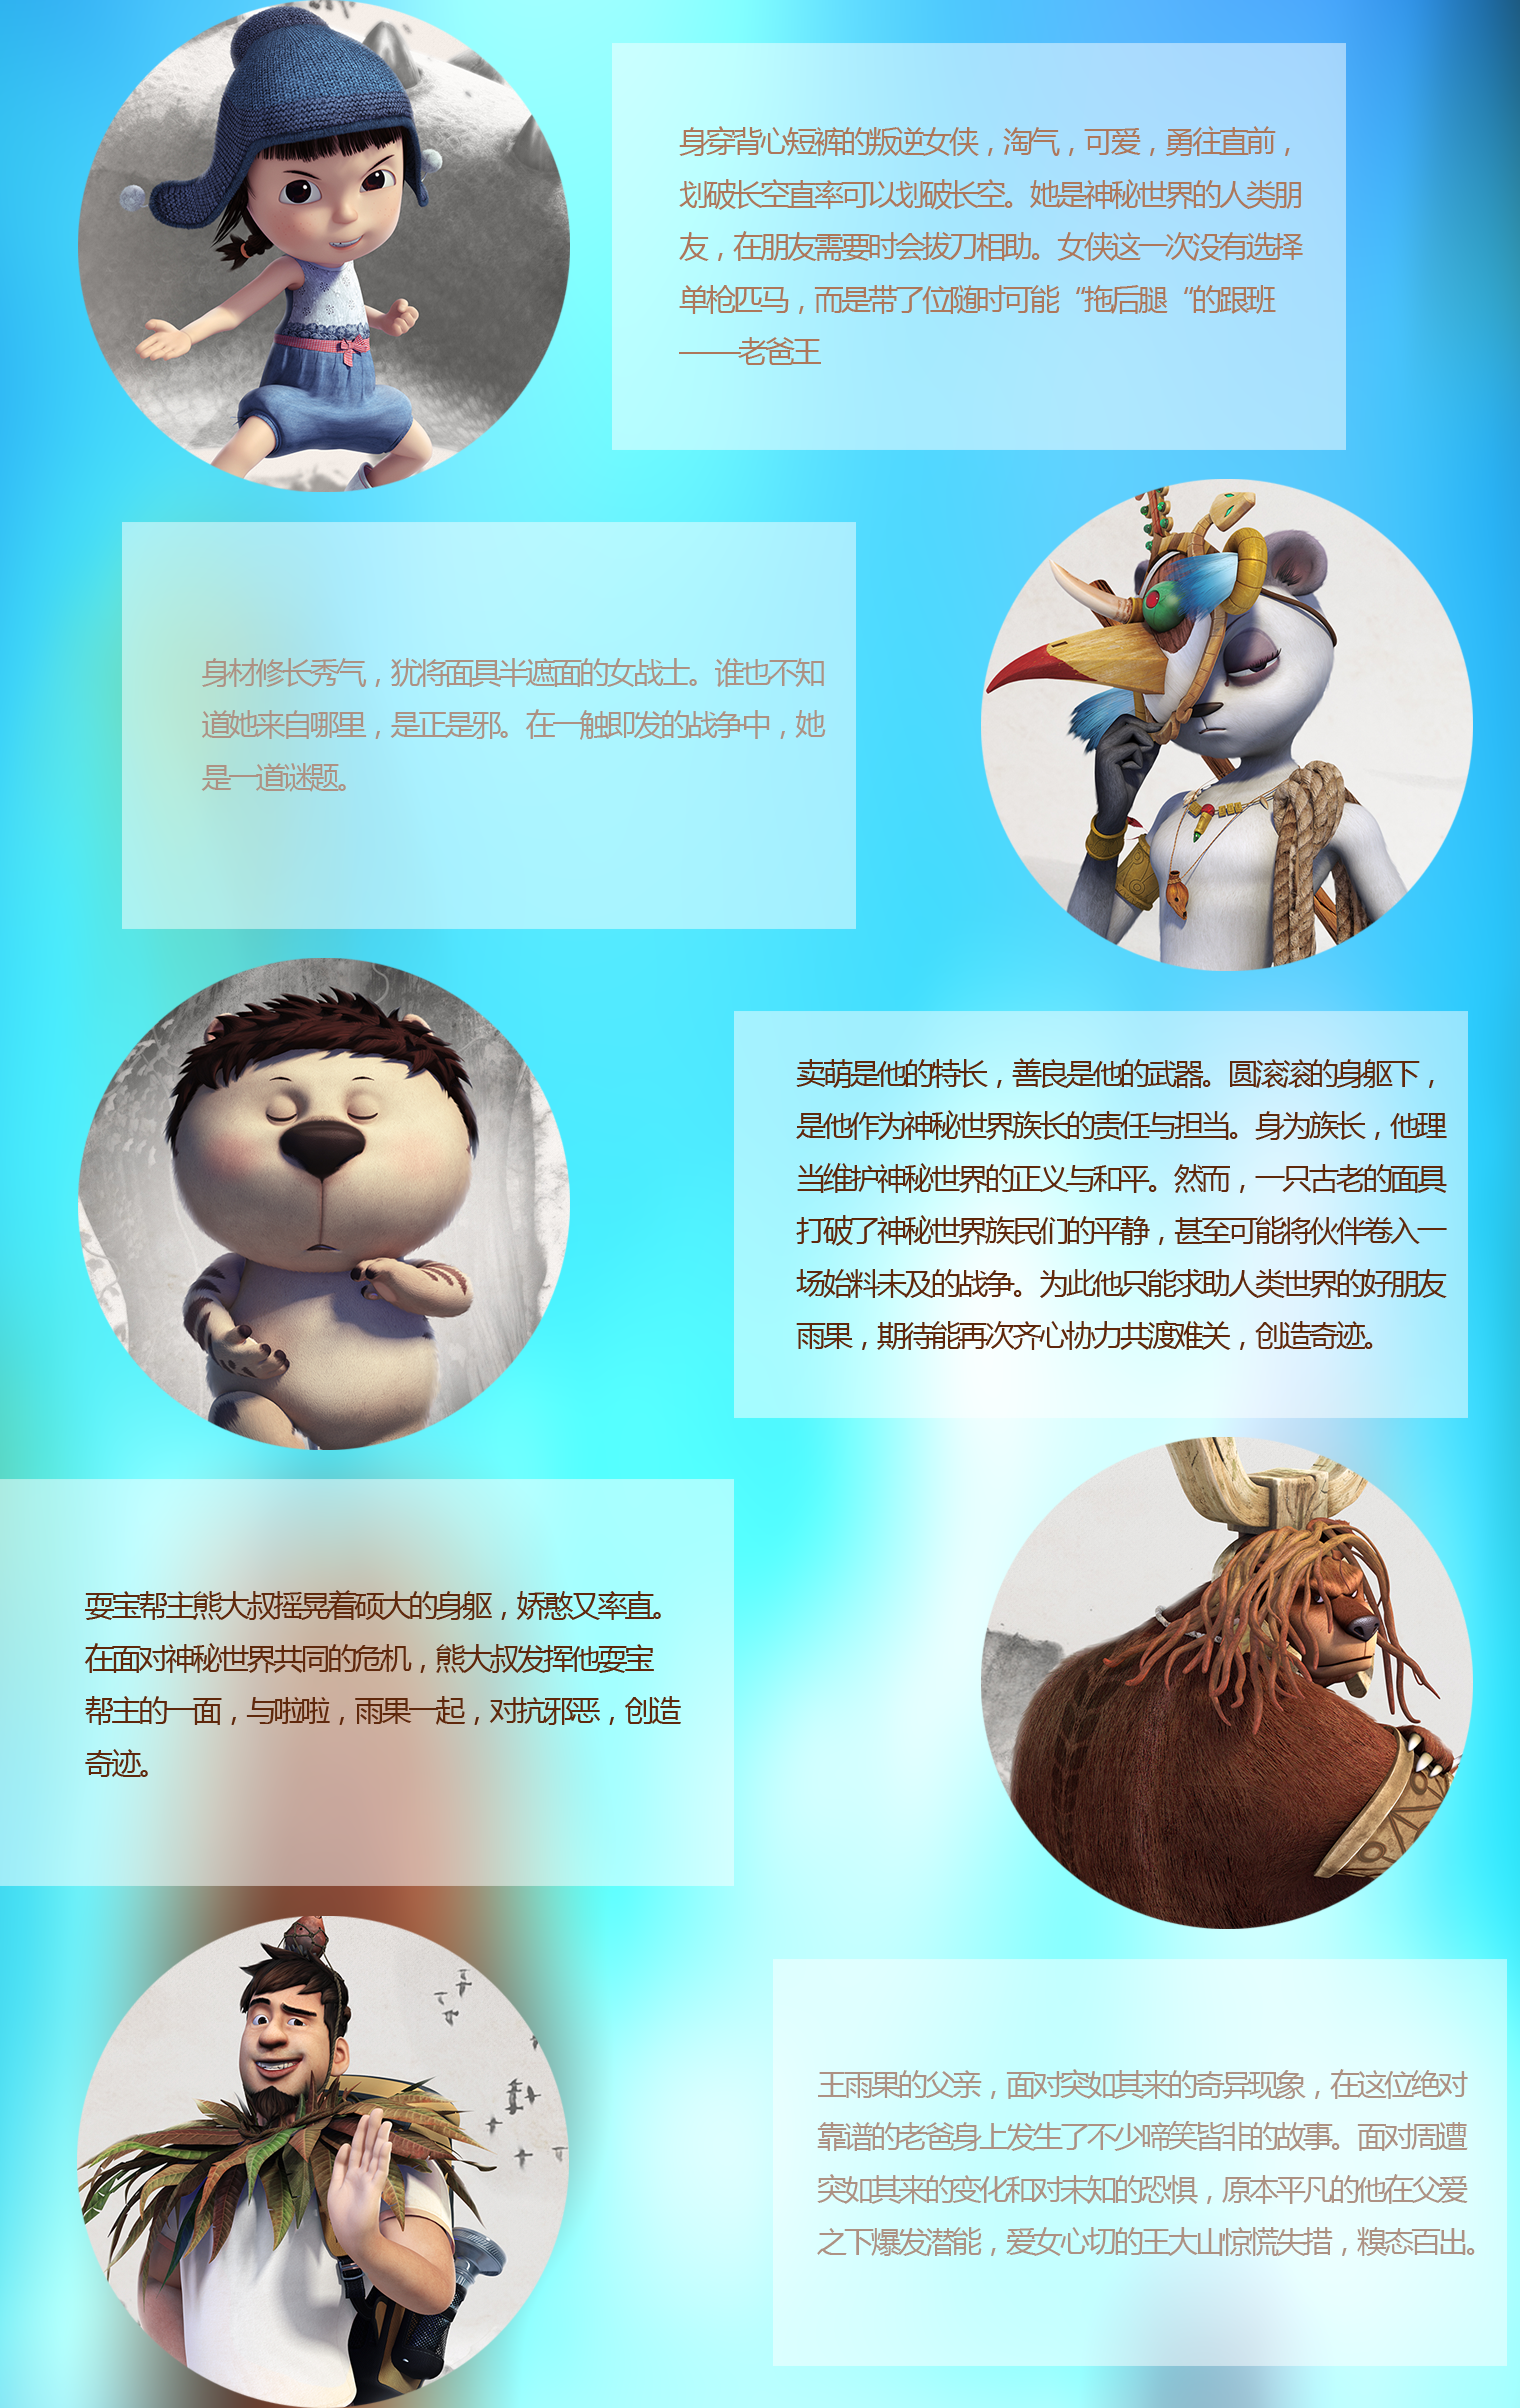 身穿背心短裤的叛逆女侠，淘气，可爱，勇往直前，
划破长空直率可以划破长空。她是神秘世界的人类朋
友，在朋友需要时会拔刀相助。女侠这一次没有选择
单枪匹马，而是带了位随时可能“拖后腿“的跟班
——老爸王
身材修长秀气，犹将面具半遮面的女战士。谁也不知
道她来自哪里，是正是邪。在一触即发的战争中，她
是一道谜题。
卖萌是他的特长，善良是他的武器。圆滚滚的身躯下，
是他作为神秘世界族长的责任与担当。身为族长，他理
当维护神秘世界的正义与和平。然而，一只古老的面具
打破了神秘世界族民们的平静，甚至可能将伙伴卷入一
场始料未及的战争。为此他只能求助人类世界的好朋友
雨果，期待能再次齐心协力共渡难关，创造奇迹。
耍宝帮主熊大叔摇晃着硕大的身躯，娇憨又率直。
在面对神秘世界共同的危机，熊大叔发挥他耍宝
帮主的一面，与啦啦，雨果一起，对抗邪恶，创造
奇迹。
王雨果的父亲，面对突如其来的奇异现象，在这位绝对
靠谱的老爸身上发生了不少啼笑皆非的故事。面对周遭
突如其来的变化和对未知的恐惧，原本平凡的他在父爱
之下爆发潜能，爱女心切的王大山惊慌失措，糗态百出。